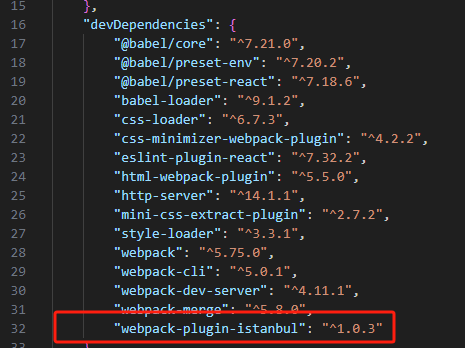 15 },
16 "devDependencies": {
17 "@babel/core": "^7.21.0",
18 "@babel/preset-env": "^7.20.2",
19 "@babel/preset-react": "^7.18.6",
20 "babel-loader": "^9.1.2",
21 "css-loader": "^6.7.3",
22 "css-minimizer-webpack-plugin": "^4.2.2",
23 "eslint-plugin-react": "^7.32.2",
24 "html-webpack-plugin": "^5.5.0",
25 "http-server": "^14.1.1",
26 "mini-css-extract-plugin": "^2.7.2",
27 "style-loader": "^3.3.1",
28 "webpack": "^5.75.0",
29 "webpack-cli": "^5.0.1",
30 "webpack-dev-server": "^4.11.1",
31 "webpack-merge": "^5.8.0",
32 "webpack-plugin-istanbul": "^1.0.3"